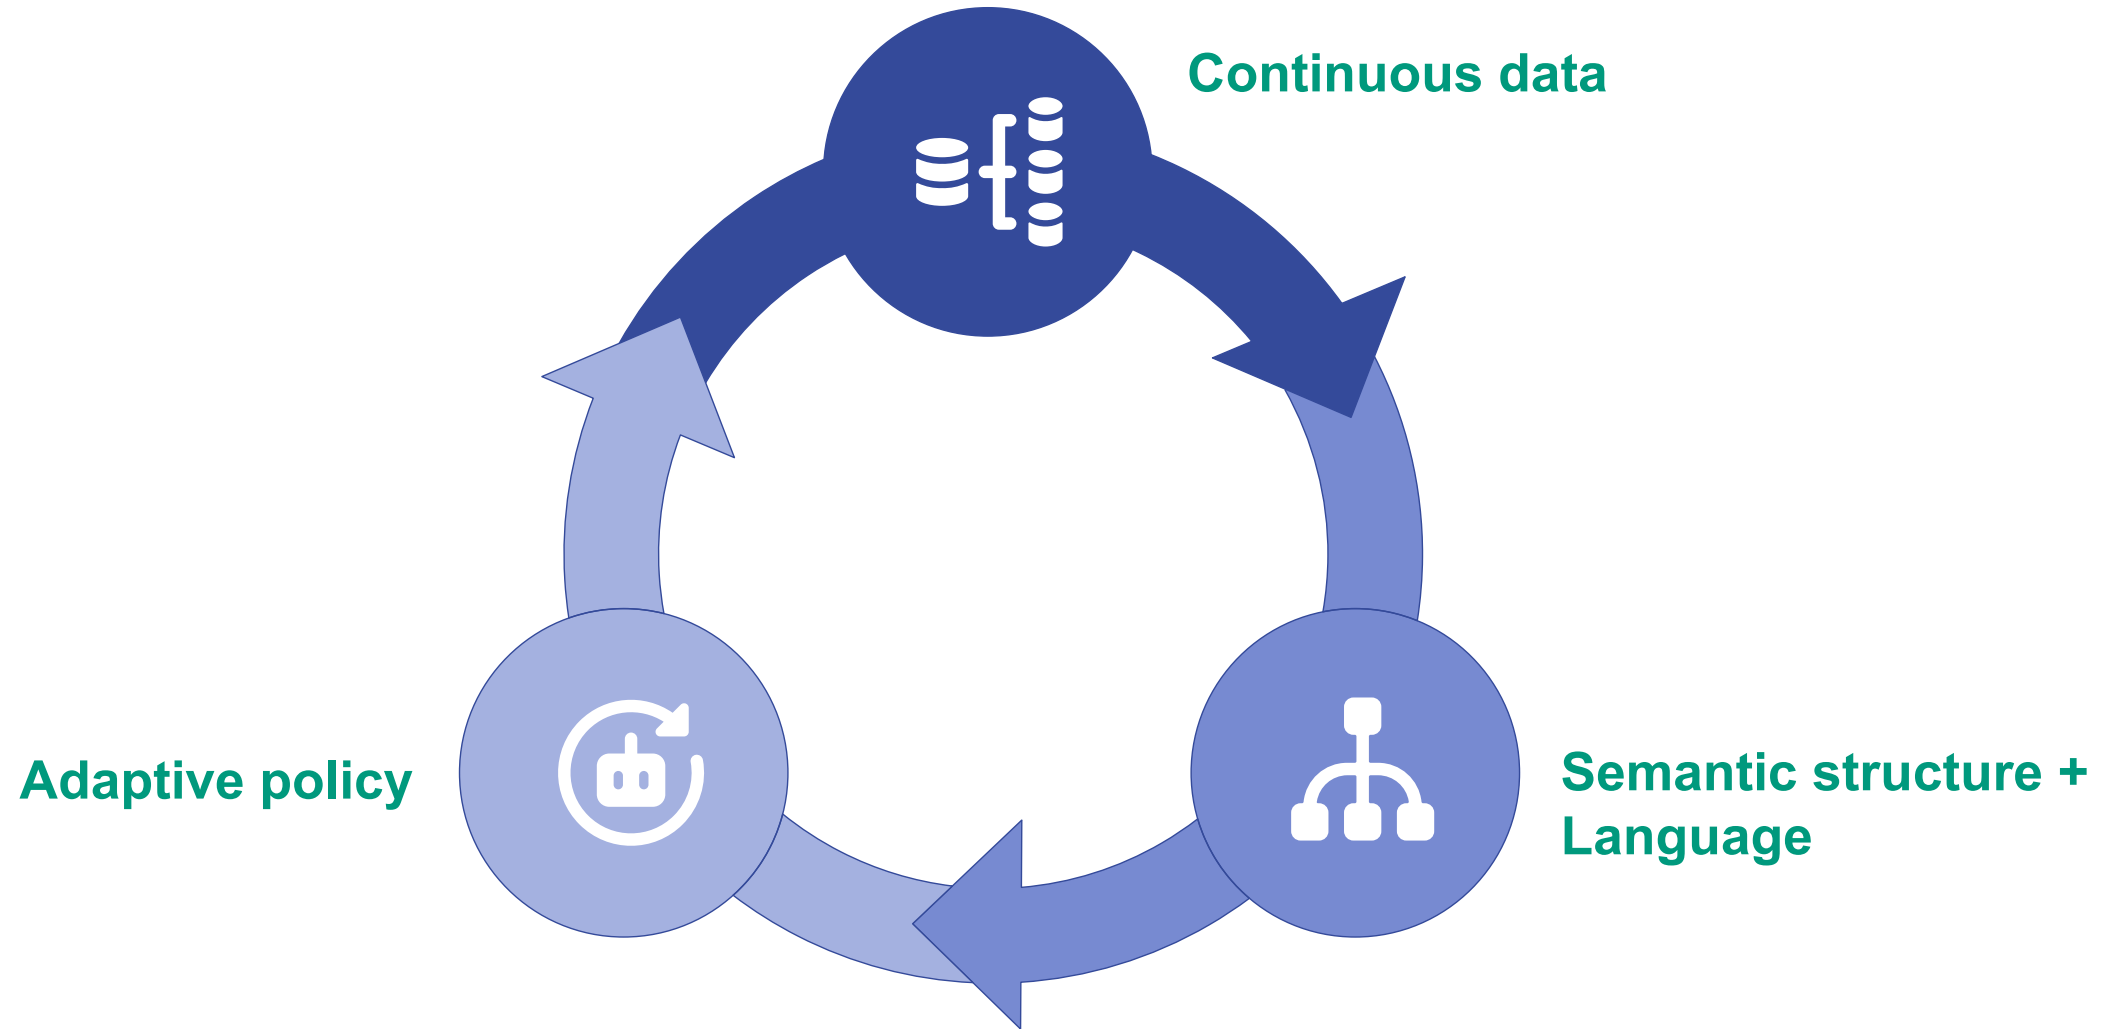 Continuous data
Adaptive policy
Semantic structure +
Language